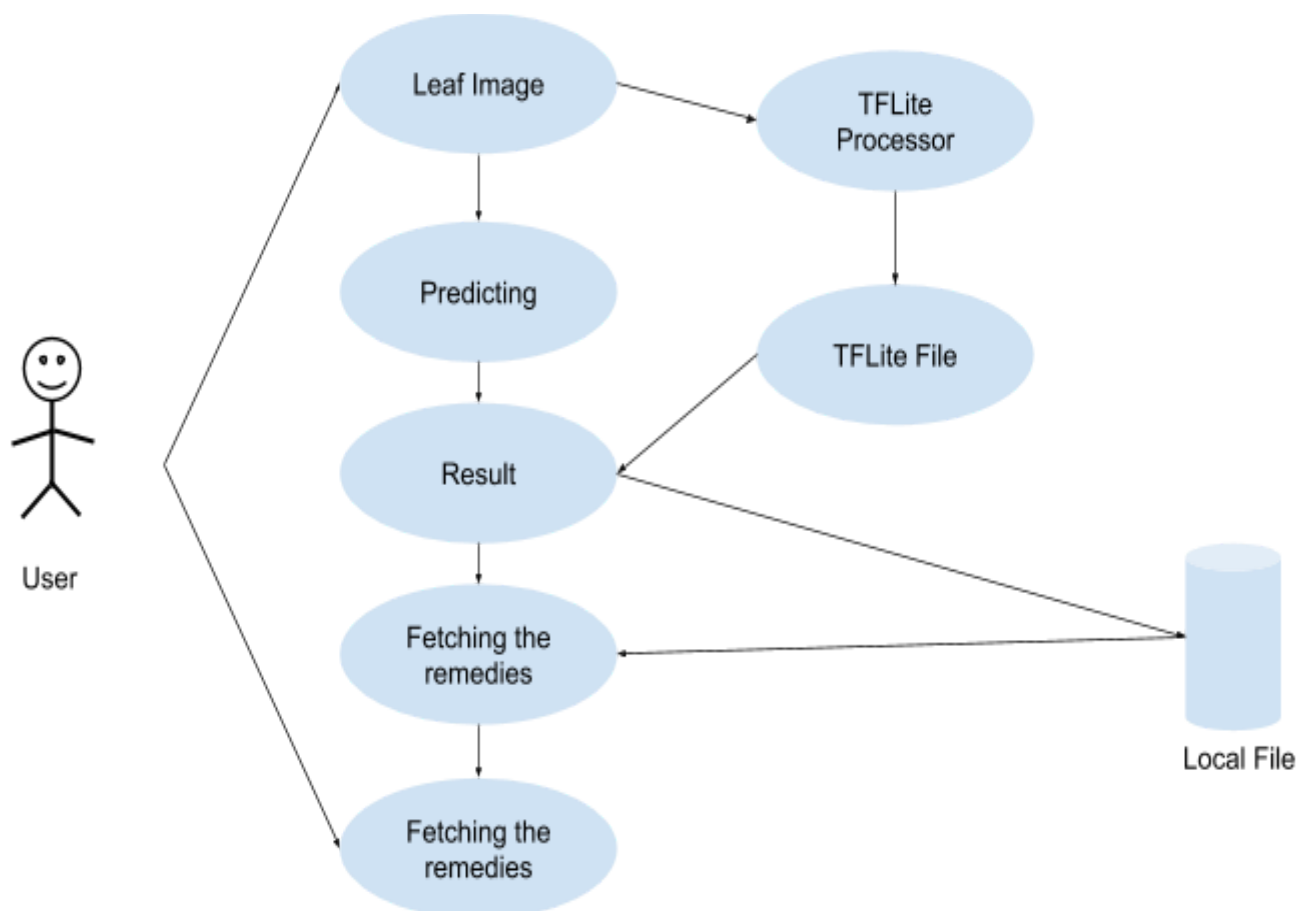 Leaf Image
TFLite
Processor
Predicting
TFLite File
Result
User
Fetching the
remedies
Local File
Fetching the
remedies